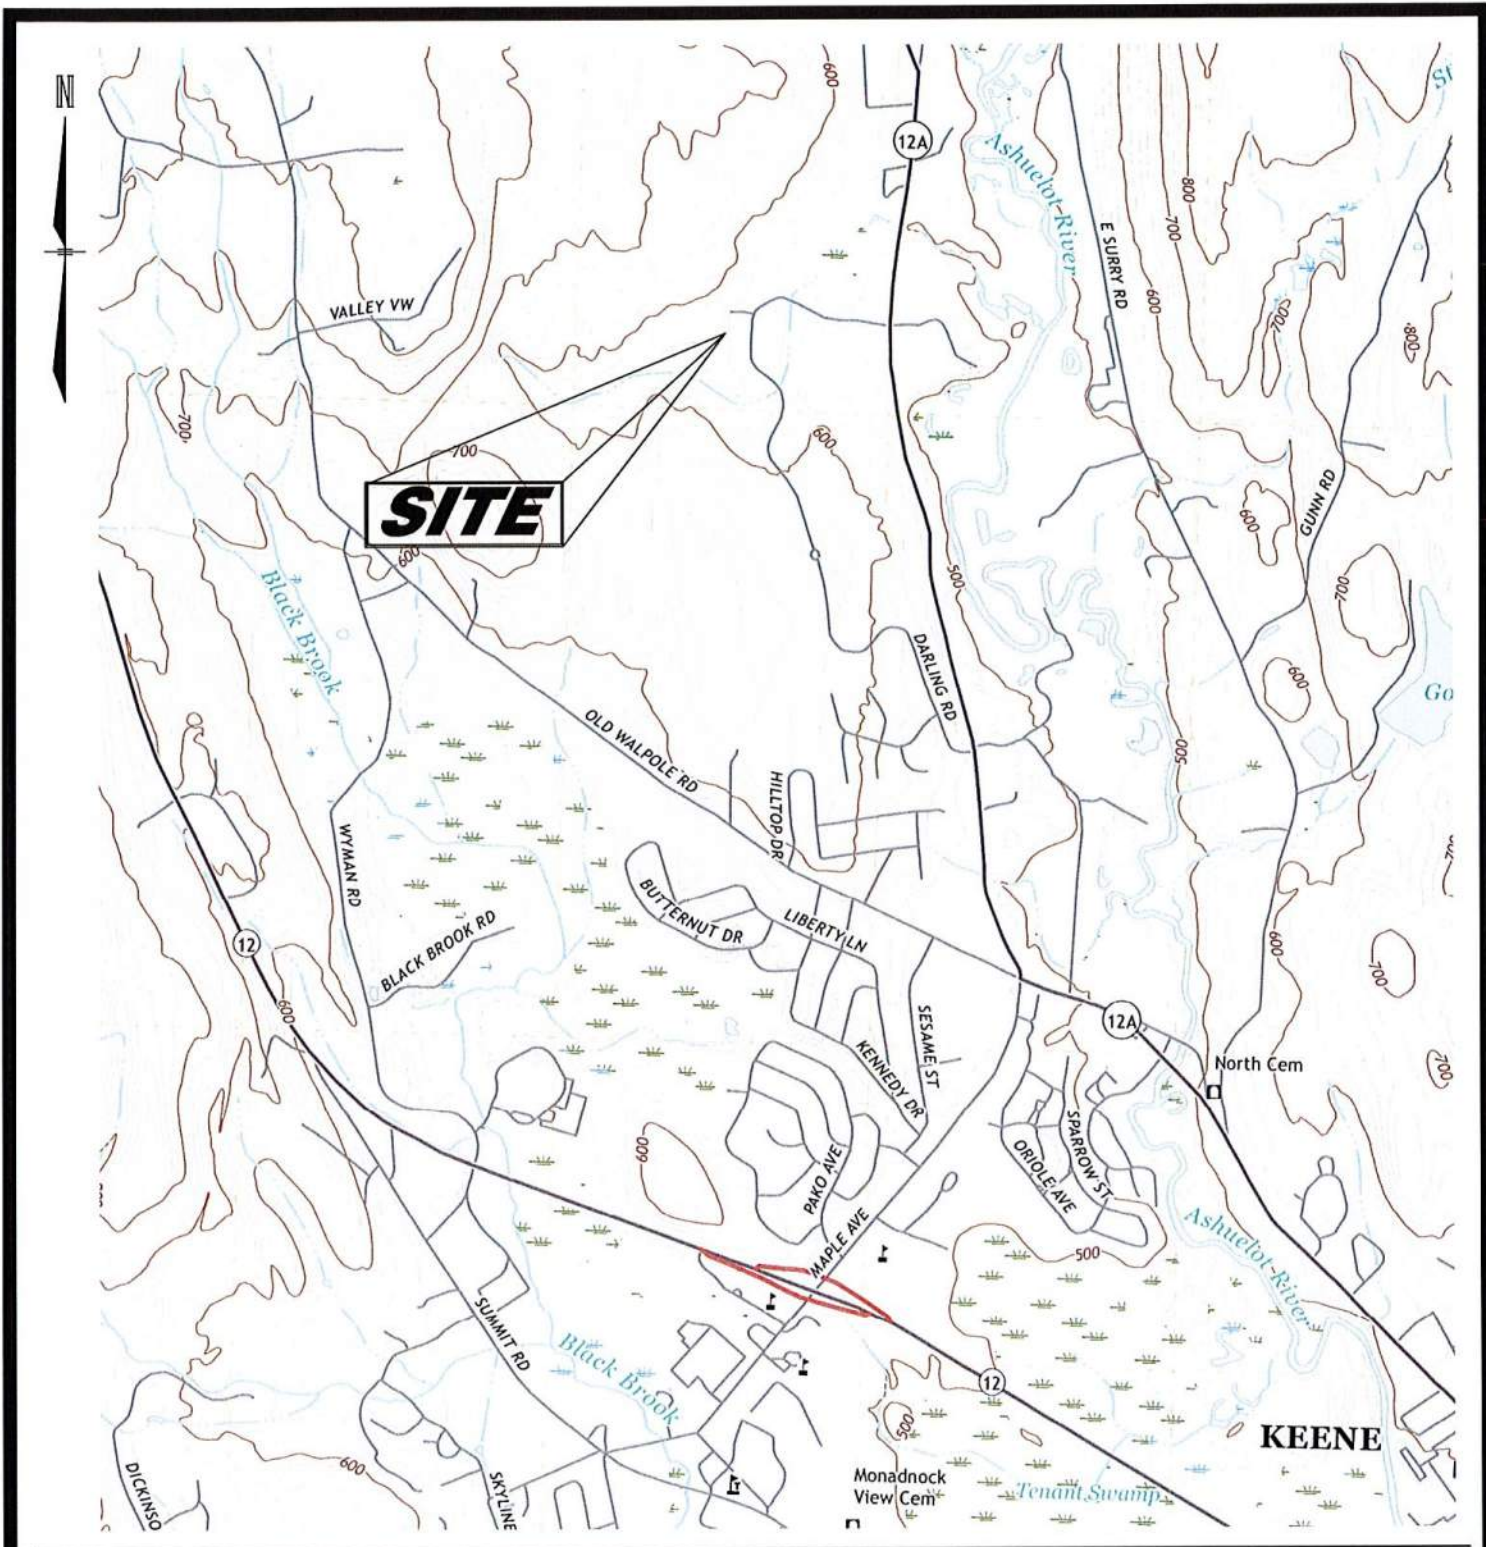 N
600
12A
St
Ashuelot River
800
700
E SURRY RD
600
VALLEY VW
700
800
700
600
700
SITE
600
600
GUNN RD
500
700
Black Brook
DARLING RD
600
Go
OLD WALPOLE RD
500
HILLTOP DR
WYMAN RD
700
BUTTERNUT DR
LIBERTY LN
BLACK BROOK RD
12
600
700
600
SESAME ST
12A
KENNEDY DR
North Cem
700
SPARROW ST
ORIOLE AVE
600
PAKO AVE
MAPLE AVE
Ashuelot River
500
SUMMIT RD
Black Brook
12
500
KEENE
600
DICKINSO
SKYLINE
Monadnock
View Cem
Tenant Swamp